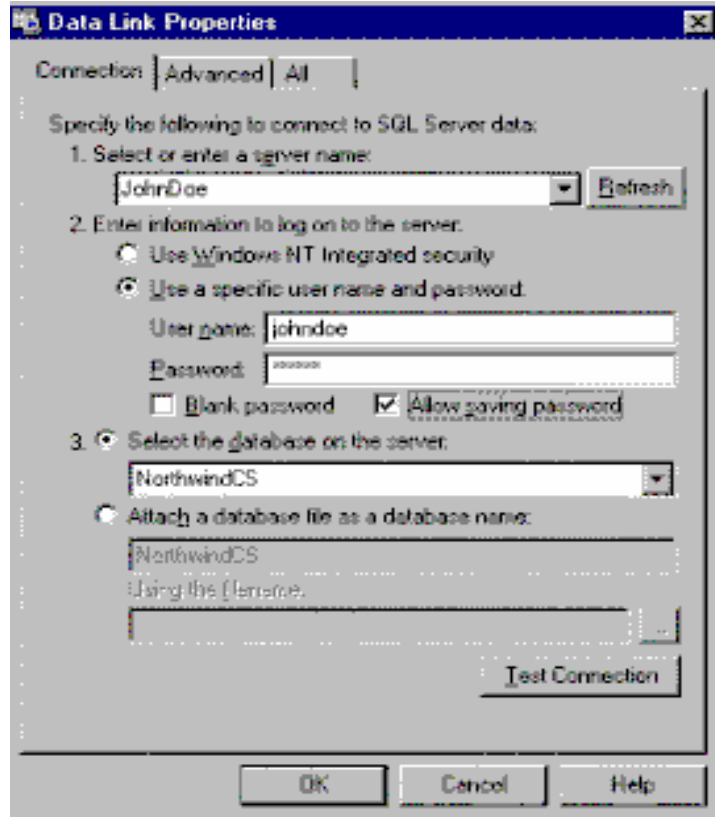 Data Link Properties
Connection Advanced All
Specify the following to connect to SQL Server data:
1. Select or enter a server name:
JohnDoe Refresh
2. Enter information to log on to the server:
Use Windows NT Integrated security
Use a specific user name and password:
User name: johndoe
Password: ******
Blank password Allow saving password
3. Select the database on the server:
NorthwindCS
Attach a database file as a database name:
NorthwindCS
Using the filename:
...
Test Connection
OK Cancel Help